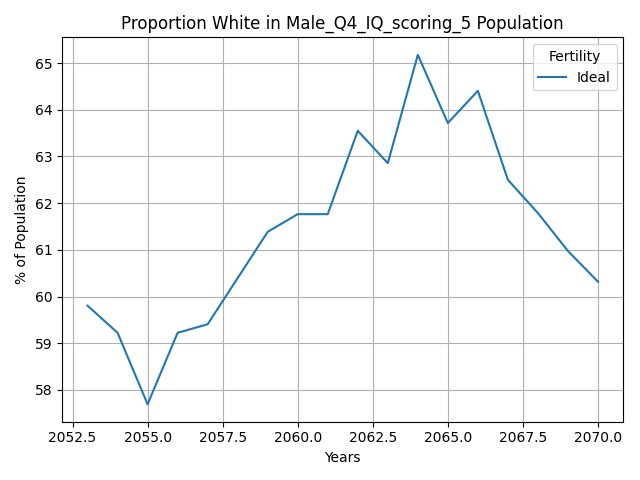 Proportion White in Male_Q4_IQ_scoring_5 Population
Fertility
Ideal
% of Population
65
64
63
62
61
60
59
58
2052.5 2055.0 2057.5 2060.0 2062.5 2065.0 2067.5 2070.0
Years